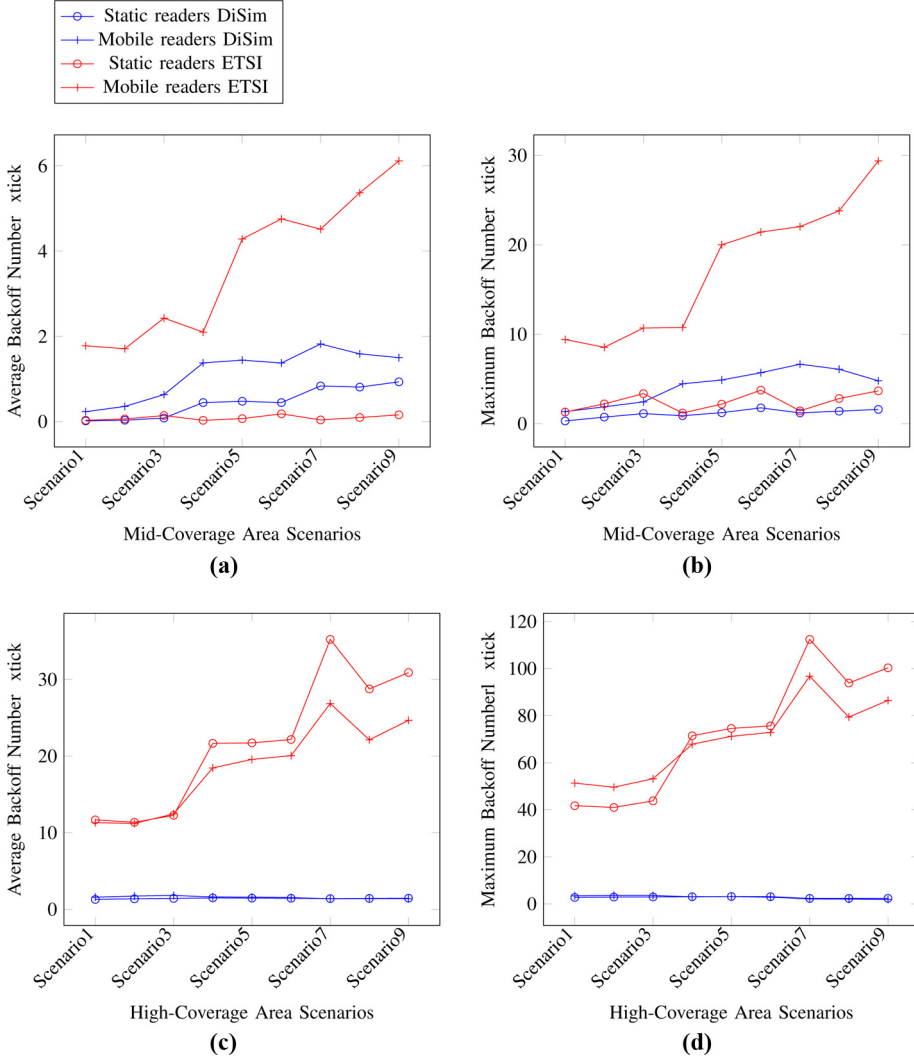 Static readers DiSim
Mobile readers DiSim
Static readers ETSI
Mobile readers ETSI
Average Backoff Number xtick
6
4
2
0
Scenario1
Scenario3
Scenario5
Scenario7
Scenario9
Mid-Coverage Area Scenarios
(a)
Maximum Backoff Number xtick
30
20
10
0
Scenario1
Scenario3
Scenario5
Scenario7
Scenario9
Mid-Coverage Area Scenarios
(b)
Average Backoff Number xtick
30
20
10
0
Scenario1
Scenario3
Scenario5
Scenario7
Scenario9
High-Coverage Area Scenarios
(c)
Maximum Backoff Numberl xtick
120
100
80
60
40
20
0
Scenario1
Scenario3
Scenario5
Scenario7
Scenario9
High-Coverage Area Scenarios
(d)